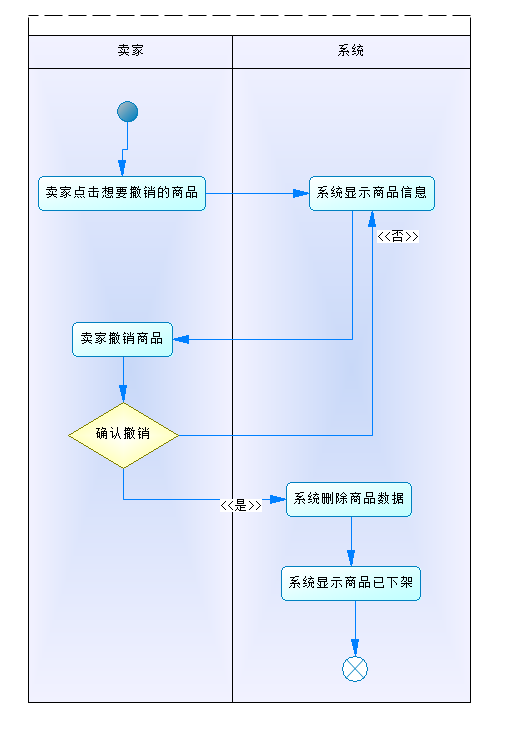 卖家
系统
卖家点击想要撤销的商品
系统显示商品信息
<<否>>
卖家撤销商品
确认撤销
系统删除商品数据
<<是>>
系统显示商品已下架